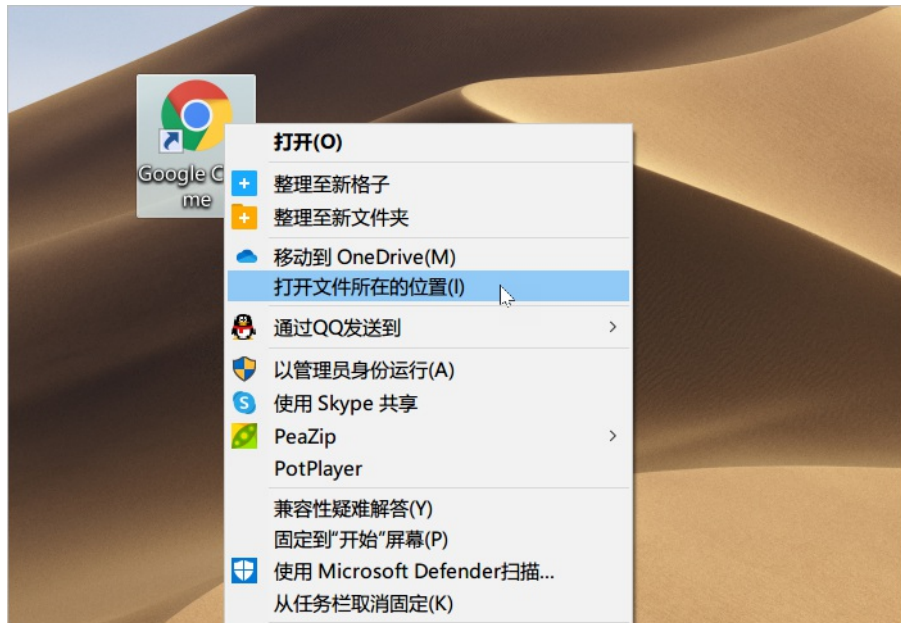 Google C
me
打开(O)
整理至新格子
整理至新文件夹
移动到 OneDrive(M)
打开文件所在的位置(I)
通过QQ发送到
以管理员身份运行(A)
使用 Skype 共享
PeaZip
PotPlayer
兼容性疑难解答(Y)
固定到"开始"屏幕(P)
使用 Microsoft Defender扫描...
从任务栏取消固定(K)